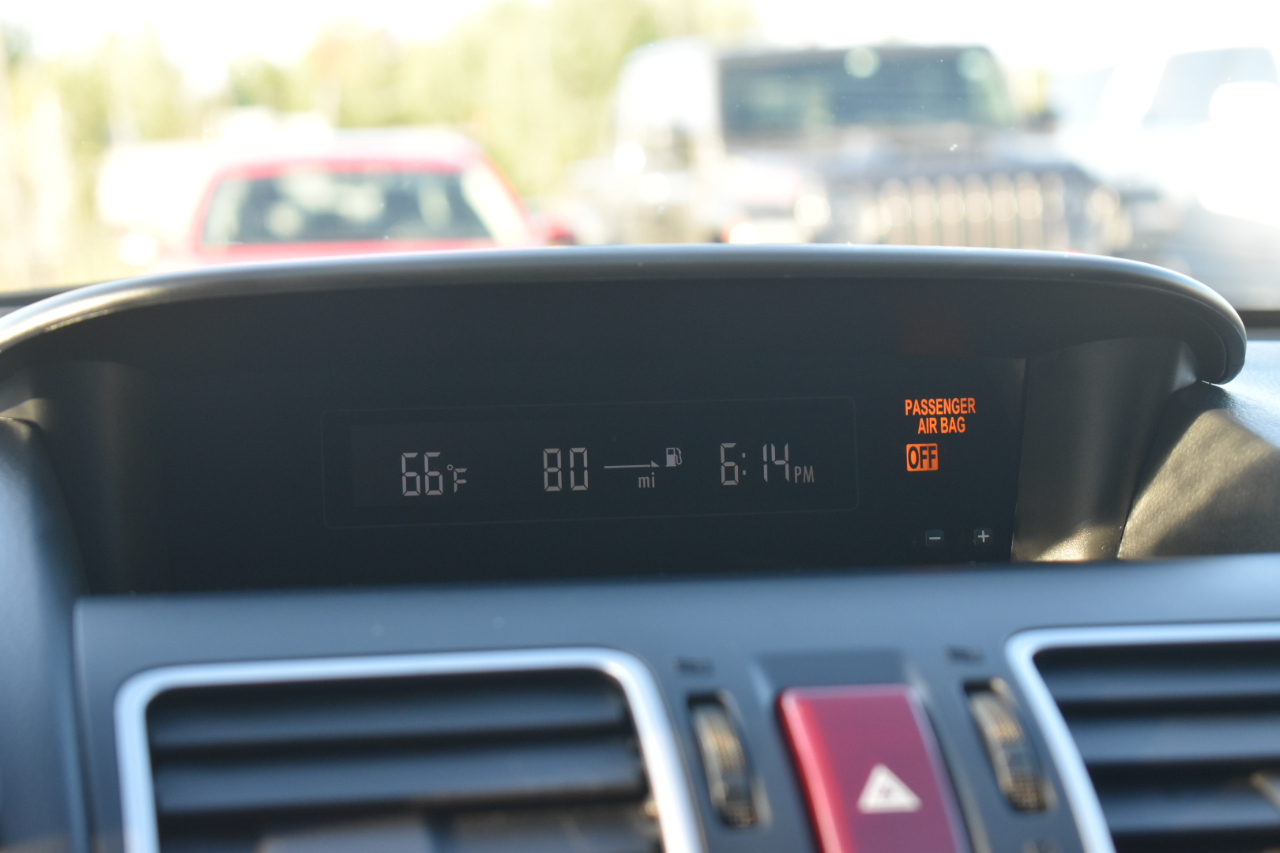 66°F 80 mi 6:14 PM
PASSENGER
AIR BAG
OFF
- +